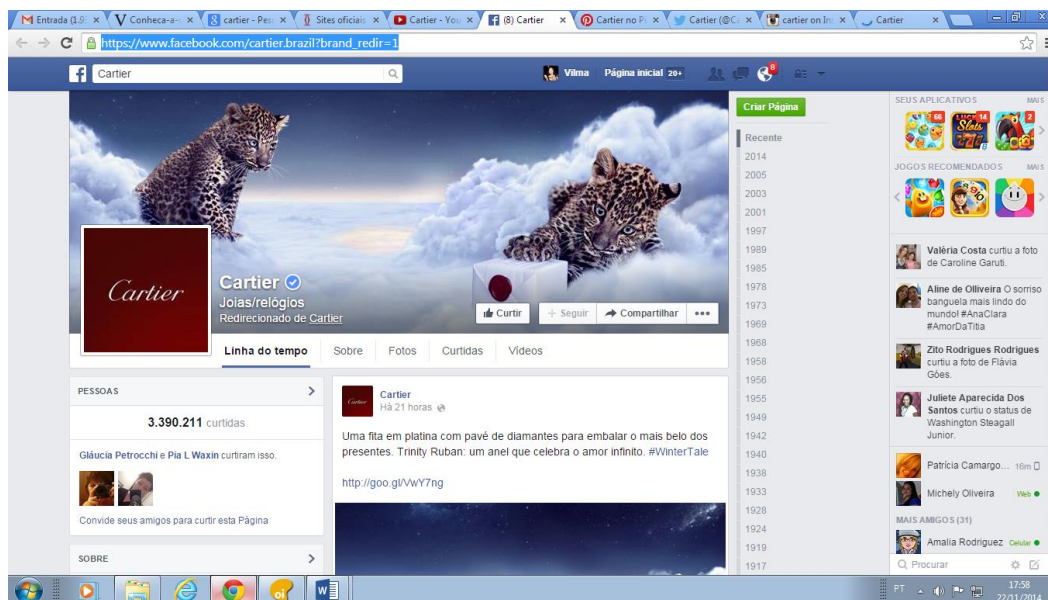 Entrada (1.9
Conheca-a-
cartier - Pes
Sites oficiais
Cartier - You
(8) Cartier
Cartier no Pi
Cartier (@C
cartier on In
Cartier
https://www.facebook.com/cartier.brazil?brand_redir=1
Cartier
Vilma
Página inicial 20+
8
Cartier
Cartier
Joias/relógios
Redirecionado de Cartier
Curtir
+ Seguir
Compartilhar
Linha do tempo
Sobre
Fotos
Curtidas
Vídeos
PESSOAS
3.390.211 curtidas
Gláucia Petrocchi e Pia L Waxin curtiram isso.
Convide seus amigos para curtir esta Página
SOBRE
Cartier
Cartier
Há 21 horas
Uma fita em platina com pavé de diamantes para embalar o mais belo dos
presentes. Trinity Ruban: um anel que celebra o amor infinito. #WinterTale
http://goo.gl/VwY7ng
Criar Página
Recente
2014
2005
2003
2001
1997
1989
1985
1978
1973
1969
1968
1958
1956
1955
1949
1942
1940
1938
1933
1928
1924
1919
1917
SEUS APLICATIVOS
MAIS
66
14
2
Slots
JOGOS RECOMENDADOS
MAIS
Valéria Costa curtiu a foto
de Caroline Garuti.
Aline de Olliveira O sorriso
banguela mais lindo do
mundo! #AnaClara
#AmorDaTitia
Zito Rodrigues Rodrigues
curtiu a foto de Flávia
Góes.
Juliete Aparecida Dos
Santos curtiu o status de
Washington Steagall
Junior.
Patrícia Camargo... 16m
Michely Oliveira Web
MAIS AMIGOS (31)
Amalia Rodriguez Celular
Procurar
oi
PT
17:58
22/11/2014